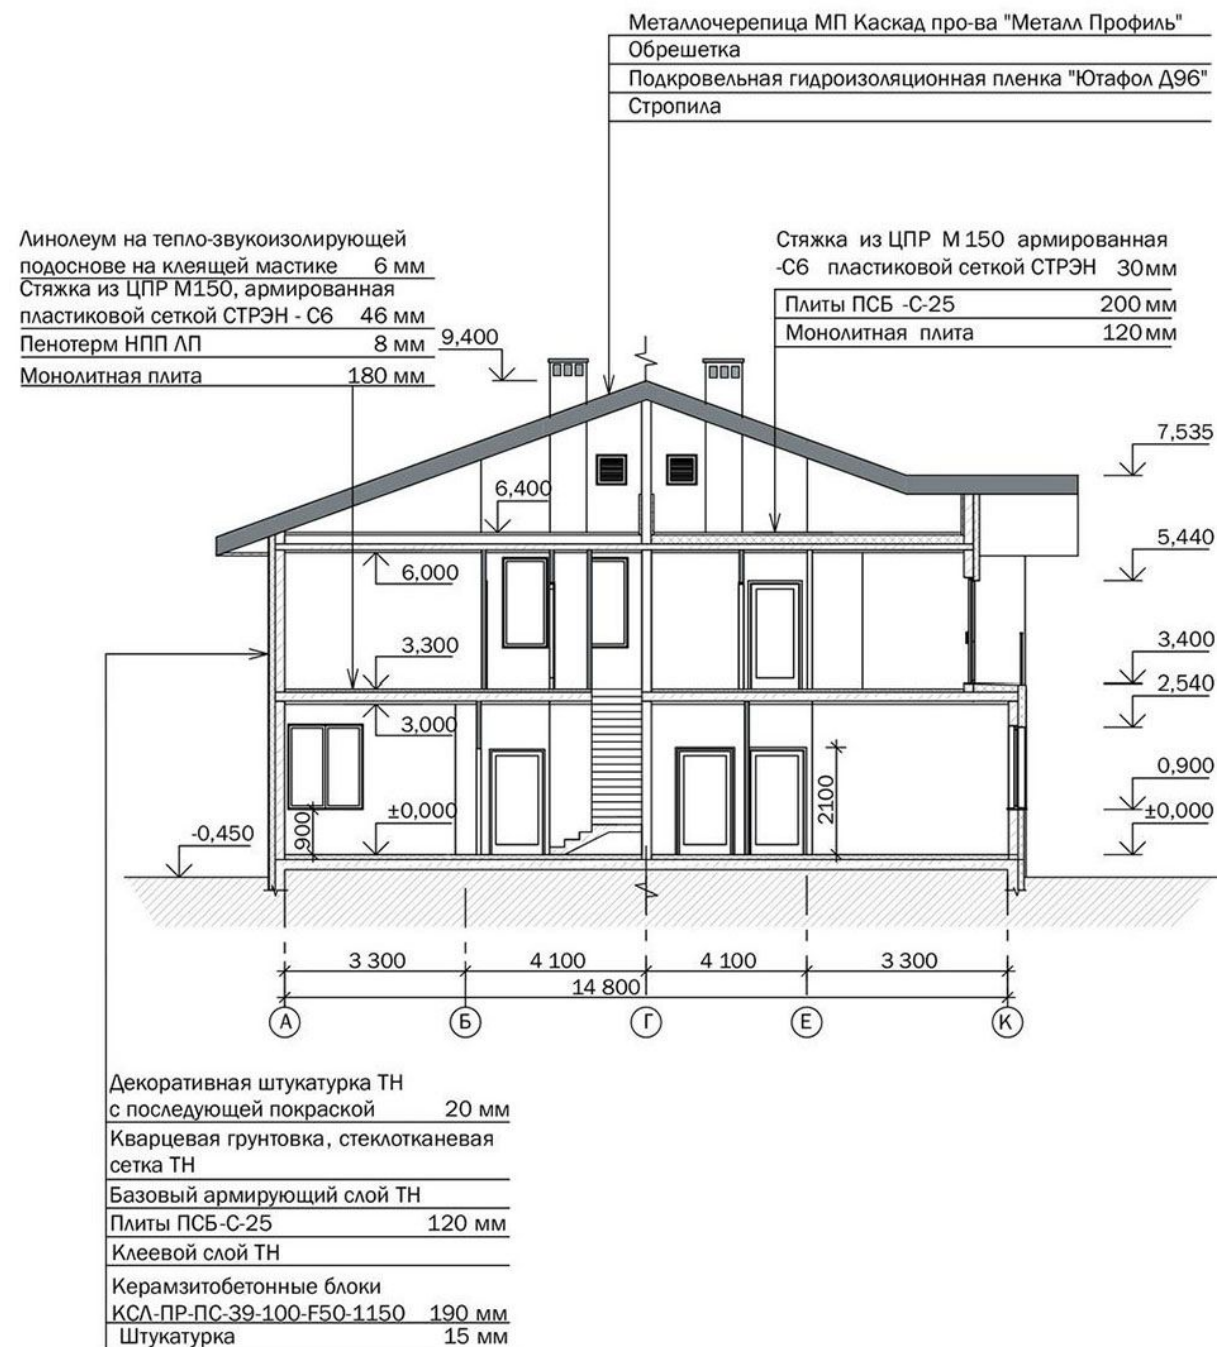 Металлочерепица МП Каскад про-ва "Металл Профиль"
Обрешетка
Подкровельная гидроизоляционная пленка "Ютафол Д96"
Стропила
Линолеум на тепло-звукоизолирующей
подоснове на клеящей мастике 6 мм
Стяжка из ЦПР М150, армированная
пластиковой сеткой СТРЭН - С6 46 мм
Пенотерм НПП ЛП 8 мм
Монолитная плита 180 мм
Стяжка из ЦПР М 150 армированная
-С6 пластиковой сеткой СТРЭН 30мм
Плиты ПСБ -С-25 200 мм
Монолитная плита 120 мм
9,400
7,535
6,400
5,440
6,000
3,300
3,400
2,540
3,000
0,900
±0,000
900
2100
±0,000
-0,450
3 300 4 100 4 100 3 300
14 800
А Б Г Е К
Декоративная штукатурка ТН
с последующей покраской 20 мм
Кварцевая грунтовка, стеклотканевая
сетка ТН
Базовый армирующий слой ТН
Плиты ПСБ-С-25 120 мм
Клеевой слой ТН
Керамзитобетонные блоки
КСЛ-ПР-ПС-39-100-F50-1150 190 мм
Штукатурка 15 мм